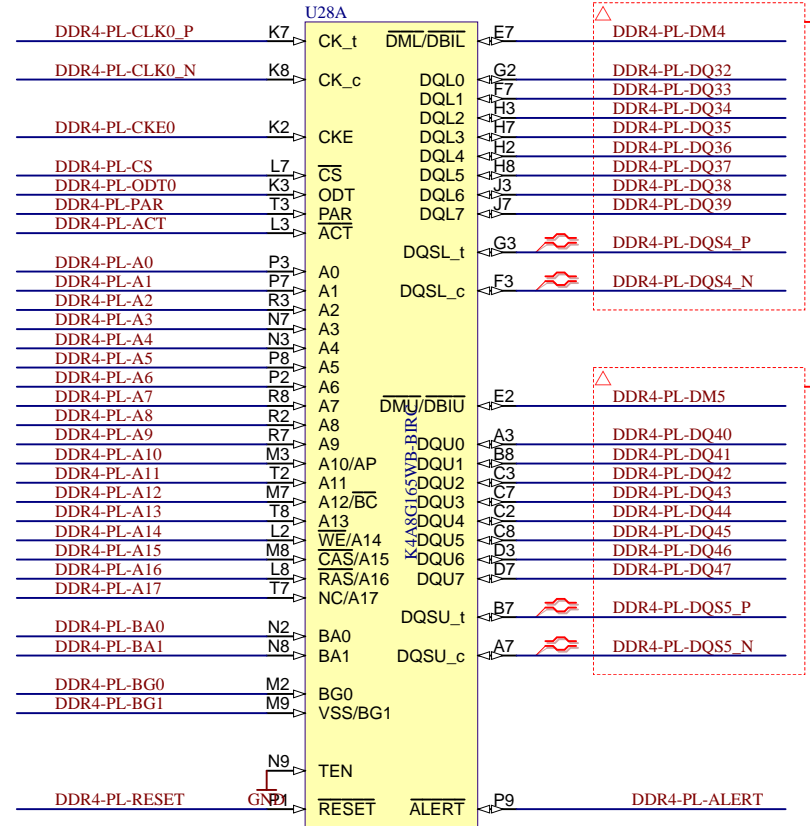 U28A
DDR4-PL-CLK0_P K7 CK_t DML/DBIL E7 DDR4-PL-DM4
DDR4-PL-CLK0_N K8 CK_c DQL0 G2 DDR4-PL-DQ32
DQL1 F7 DDR4-PL-DQ33
DQL2 H3 DDR4-PL-DQ34
DDR4-PL-CKE0 K2 CKE DQL3 H7 DDR4-PL-DQ35
DQL4 H2 DDR4-PL-DQ36
DDR4-PL-CS L7 CS DQL5 H8 DDR4-PL-DQ37
DDR4-PL-ODT0 K3 ODT DQL6 J3 DDR4-PL-DQ38
DDR4-PL-PAR T3 PAR DQL7 J7 DDR4-PL-DQ39
DDR4-PL-ACT L3 ACT
DQSL_t G3 DDR4-PL-DQS4_P
DDR4-PL-A0 P3 A0
DDR4-PL-A1 P7 A1 DQSL_c F3 DDR4-PL-DQS4_N
DDR4-PL-A2 R3 A2
DDR4-PL-A3 N7 A3
DDR4-PL-A4 N3 A4
DDR4-PL-A5 P8 A5
DDR4-PL-A6 P2 A6
DDR4-PL-A7 R8 A7 DMU/DBIU E2 DDR4-PL-DM5
DDR4-PL-A8 R2 A8
DDR4-PL-A9 R7 A9 DQU0 A3 DDR4-PL-DQ40
DDR4-PL-A10 M3 A10/AP DQU1 B8 DDR4-PL-DQ41
DDR4-PL-A11 T2 A11 DQU2 C3 DDR4-PL-DQ42
DDR4-PL-A12 M7 A12/BC DQU3 C7 DDR4-PL-DQ43
DDR4-PL-A13 T8 A13 DQU4 C2 DDR4-PL-DQ44
DDR4-PL-A14 L2 WE/A14 DQU5 C8 DDR4-PL-DQ45
DDR4-PL-A15 M8 CAS/A15 DQU6 D3 DDR4-PL-DQ46
DDR4-PL-A16 L8 RAS/A16 DQU7 D7 DDR4-PL-DQ47
DDR4-PL-A17 T7 NC/A17
K4A8G165WB-BIRC
DQSU_t B7 DDR4-PL-DQS5_P
DDR4-PL-BA0 N2 BA0
DDR4-PL-BA1 N8 BA1 DQSU_c A7 DDR4-PL-DQS5_N
DDR4-PL-BG0 M2 BG0
DDR4-PL-BG1 M9 VSS/BG1
N9 TEN
GND
DDR4-PL-RESET P1 RESET ALERT P9 DDR4-PL-ALERT